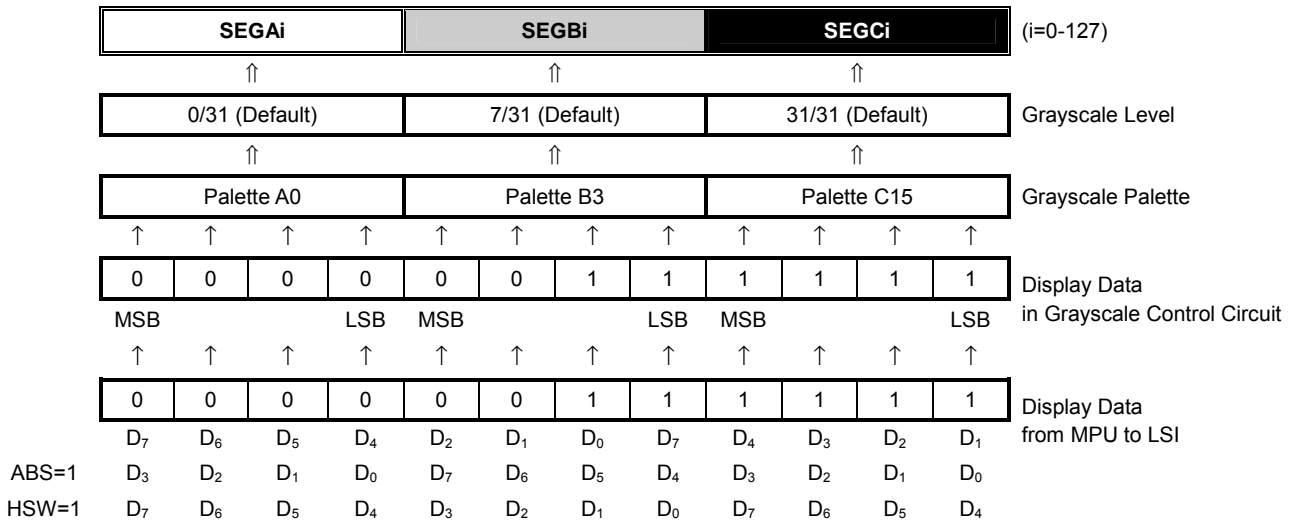 SEGAi SEGBi SEGCi (i=0-127)
⇑ ⇑ ⇑
0/31 (Default) 7/31 (Default) 31/31 (Default) Grayscale Level
⇑ ⇑ ⇑
Palette A0 Palette B3 Palette C15 Grayscale Palette
↑ ↑ ↑ ↑ ↑ ↑ ↑ ↑ ↑ ↑ ↑ ↑
0 0 0 0 0 0 1 1 1 1 1 1 Display Data
MSB LSB MSB LSB MSB LSB in Grayscale Control Circuit
↑ ↑ ↑ ↑ ↑ ↑ ↑ ↑ ↑ ↑ ↑ ↑
0 0 0 0 0 0 1 1 1 1 1 1 Display Data
D₇ D₆ D₅ D₄ D₂ D₁ D₀ D₇ D₄ D₃ D₂ D₁ from MPU to LSI
ABS=1 D₃ D₂ D₁ D₀ D₇ D₆ D₅ D₄ D₃ D₂ D₁ D₀
HSW=1 D₇ D₆ D₅ D₄ D₃ D₂ D₁ D₀ D₇ D₆ D₅ D₄